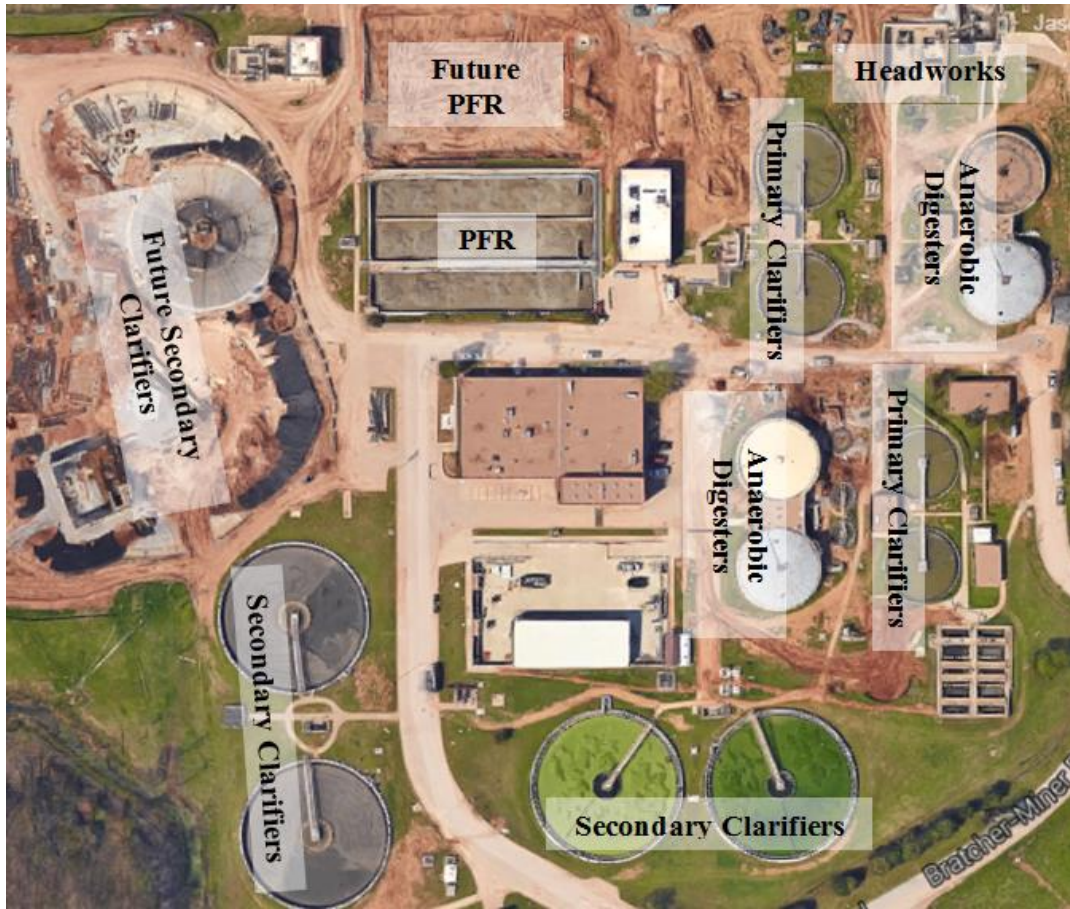 Jas
Future
PFR
Headworks
Primary Clarifiers
Anaerobic
Digesters
PFR
Future Secondary
Clarifiers
Anaerobic
Digesters
Primary Clarifiers
Secondary Clarifiers
Secondary Clarifiers
Bratcher-Miner